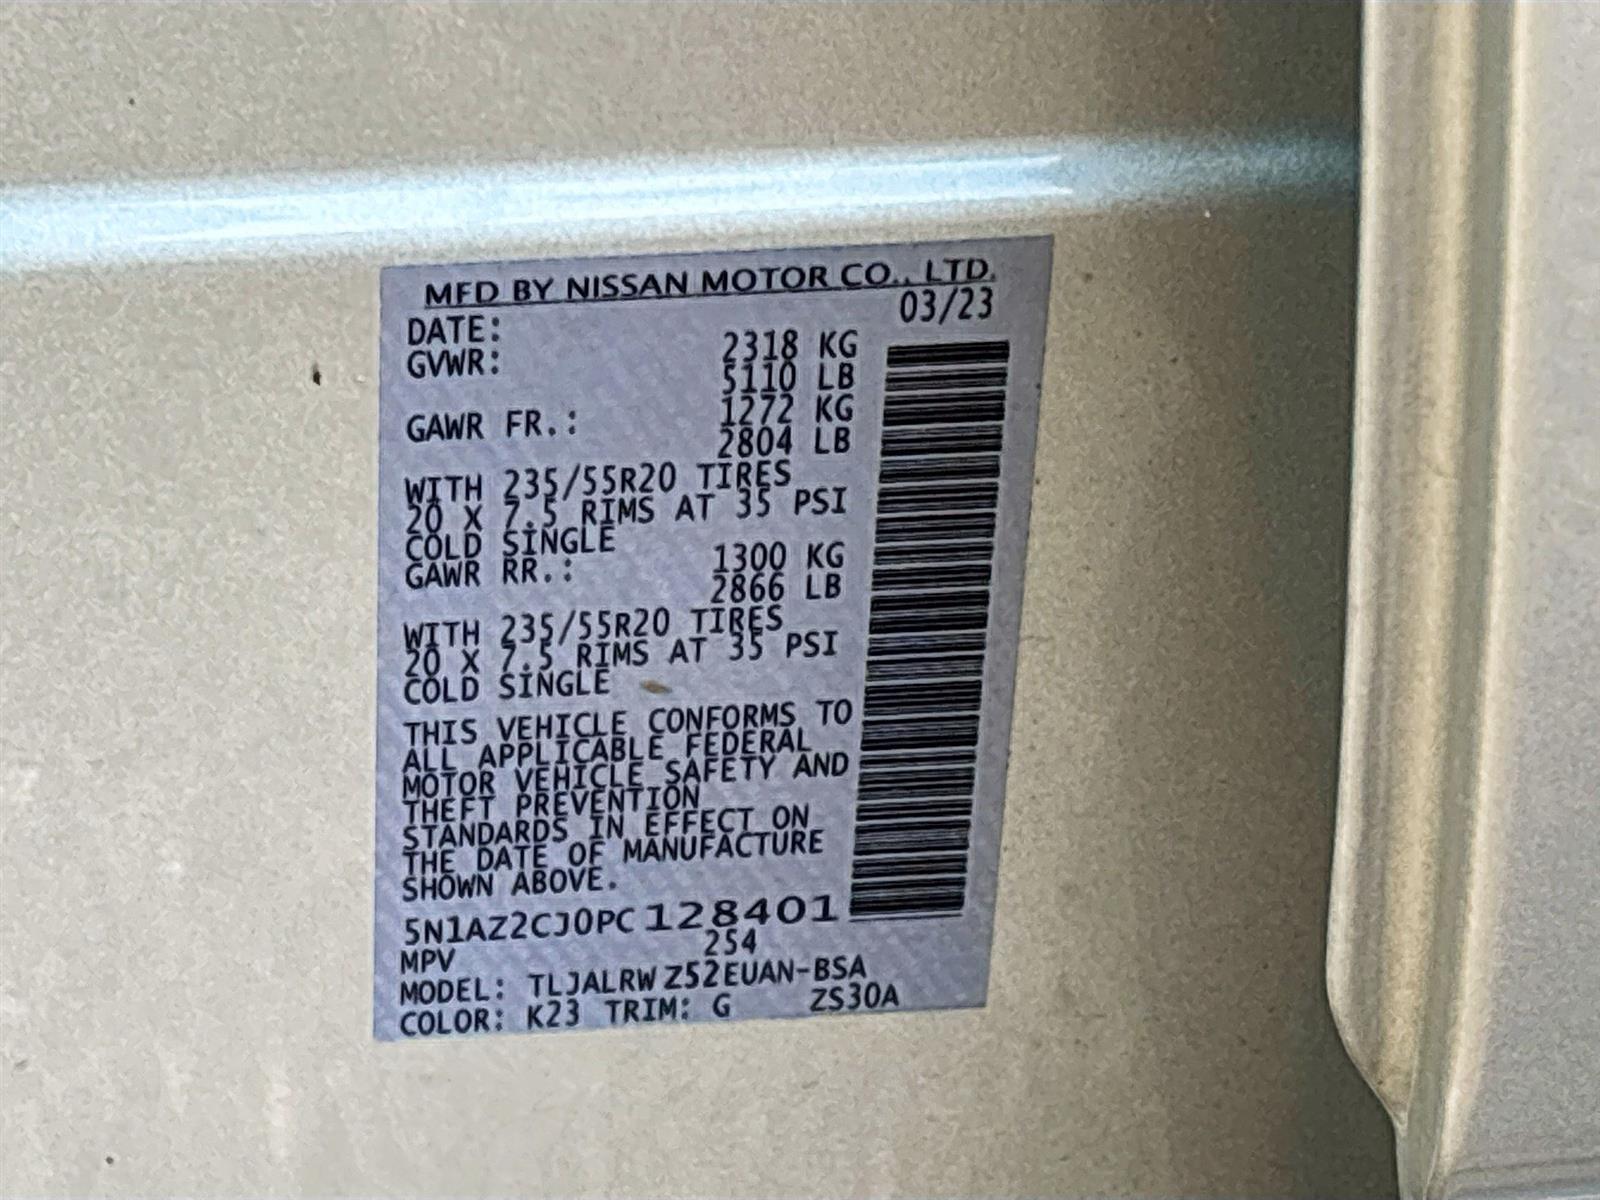 MFD BY NISSAN MOTOR CO., LTD.
DATE: 03/23
GVWR: 2318 KG
5110 LB
GAWR FR.: 1272 KG
2804 LB
WITH 235/55R20 TIRES
20 X 7.5 RIMS AT 35 PSI
COLD SINGLE
GAWR RR.: 1300 KG
2866 LB
WITH 235/55R20 TIRES
20 X 7.5 RIMS AT 35 PSI
COLD SINGLE
THIS VEHICLE CONFORMS TO
ALL APPLICABLE FEDERAL
MOTOR VEHICLE SAFETY AND
THEFT PREVENTION
STANDARDS IN EFFECT ON
THE DATE OF MANUFACTURE
SHOWN ABOVE.
5N1AZ2CJ0PC128401
MPV 254
MODEL: TLJALRWZ52EUAN-BSA
COLOR: K23 TRIM: G ZS30A